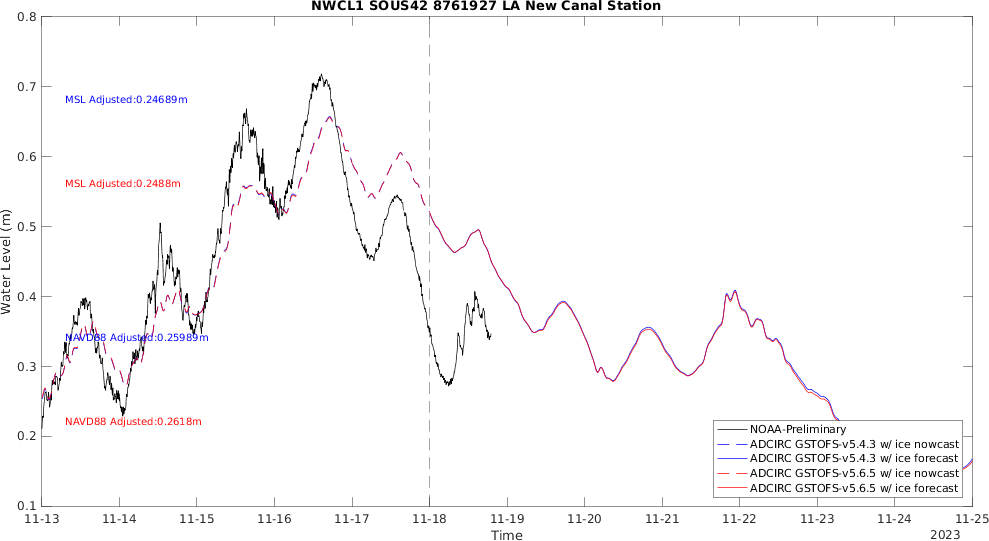 NWCL1 SOUS42 8761927 LA New Canal Station
0.8
0.7
0.6
0.5
0.4
0.3
0.2
0.1
Water Level (m)
MSL Adjusted:0.24689m
MSL Adjusted:0.2488m
NAVD88 Adjusted:0.25989m
NAVD88 Adjusted:0.2618m
NOAA-Preliminary
ADCIRC GSTOFS-v5.4.3 w/ ice nowcast
ADCIRC GSTOFS-v5.4.3 w/ ice forecast
ADCIRC GSTOFS-v5.6.5 w/ ice nowcast
ADCIRC GSTOFS-v5.6.5 w/ ice forecast
11-13 11-14 11-15 11-16 11-17 11-18 11-19 11-20 11-21 11-22 11-23 11-24 11-25
Time
2023